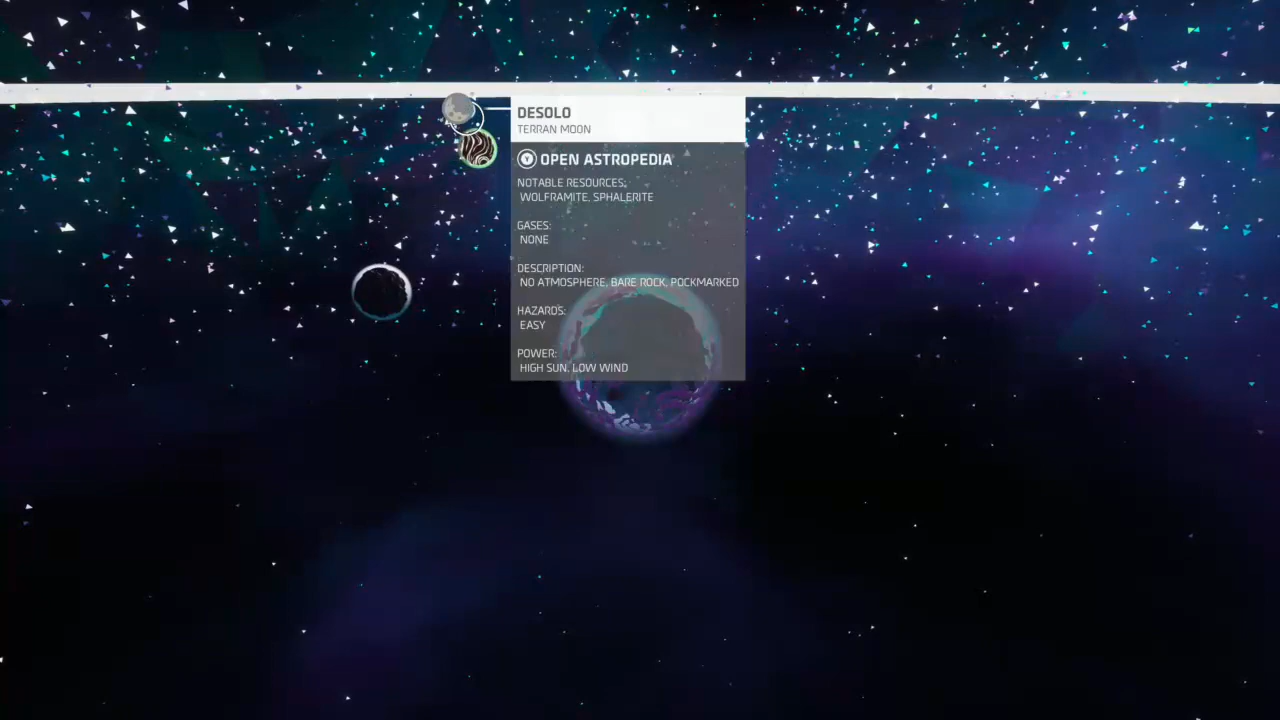 DESOLO
TERRAN MOON
Y OPEN ASTROPEDIA
NOTABLE RESOURCES:
WOLFRAMITE, SPHALERITE
GASES:
NONE
DESCRIPTION:
NO ATMOSPHERE, BARE ROCK, POCKMARKED
HAZARDS:
EASY
POWER:
HIGH SUN, LOW WIND